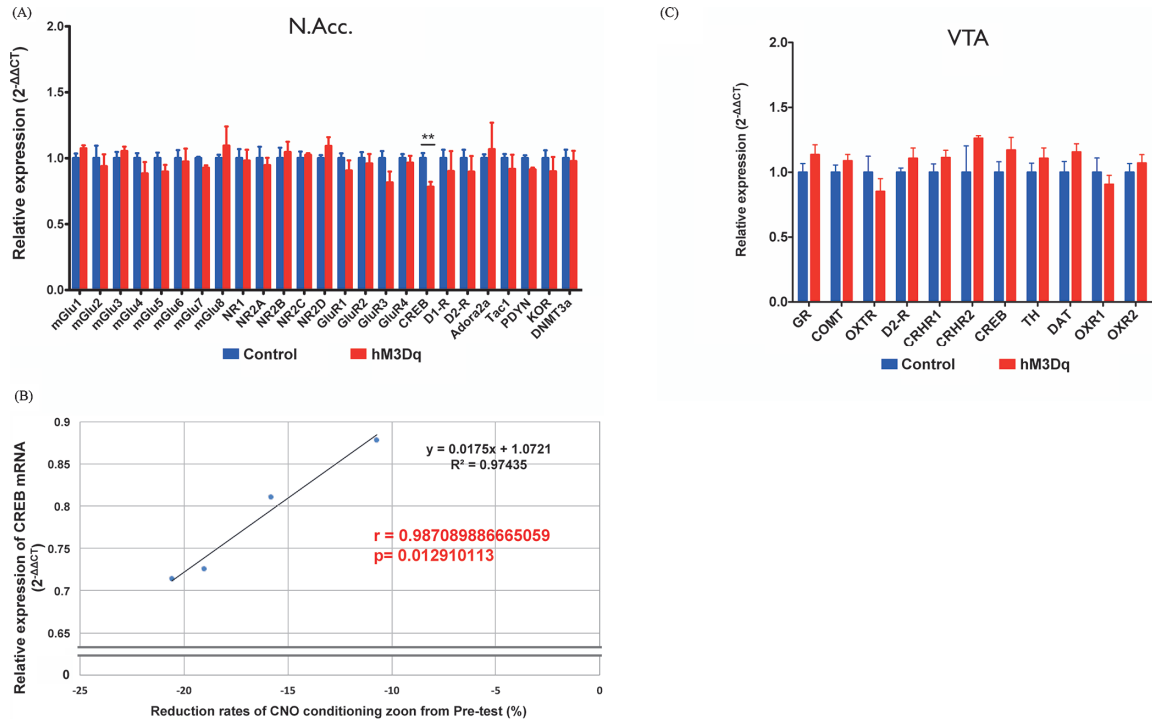 (A)
N.Acc.
Relative expression (2-ΔΔCT)
2.0
1.5
1.0
0.5
0.0
**
mGlu1
mGlu2
mGlu3
mGlu4
mGlu5
mGlu6
mGlu7
mGlu8
NR1
NR2A
NR2B
NR2C
NR2D
GluR1
GluR2
GluR3
GluR4
CREB
D1-R
D2-R
Adora2a
Tac1
PDYN
KOR
DNMT3a
Control
hM3Dq
(C)
VTA
Relative expression (2-ΔΔCT)
2.0
1.5
1.0
0.5
0.0
GR
COMT
OXTR
D2-R
CRHR1
CRHR2
CREB
TH
DAT
OXR1
OXR2
Control
hM3Dq
(B)
Relative expression of CREB mRNA
(2-ΔΔCT)
0.9
0.85
0.8
0.75
0.7
0.65
0
y = 0.0175x + 1.0721
R² = 0.97435
r = 0.987089886665059
p= 0.012910113
-25
-20
-15
-10
-5
0
Reduction rates of CNO conditioning zoon from Pre-test (%)